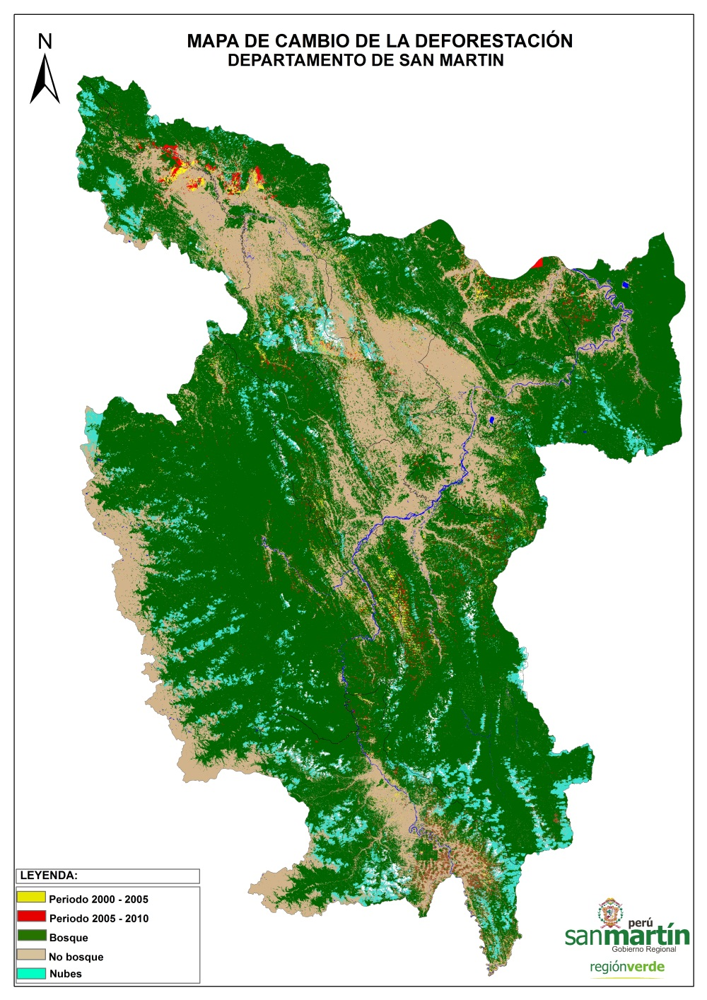 N
MAPA DE CAMBIO DE LA DEFORESTACIÓN
DEPARTAMENTO DE SAN MARTIN
LEYENDA:
Periodo 2000 - 2005
Periodo 2005 - 2010
Bosque
No bosque
Nubes
perú
sanmartín
Gobierno Regional
regiónverde